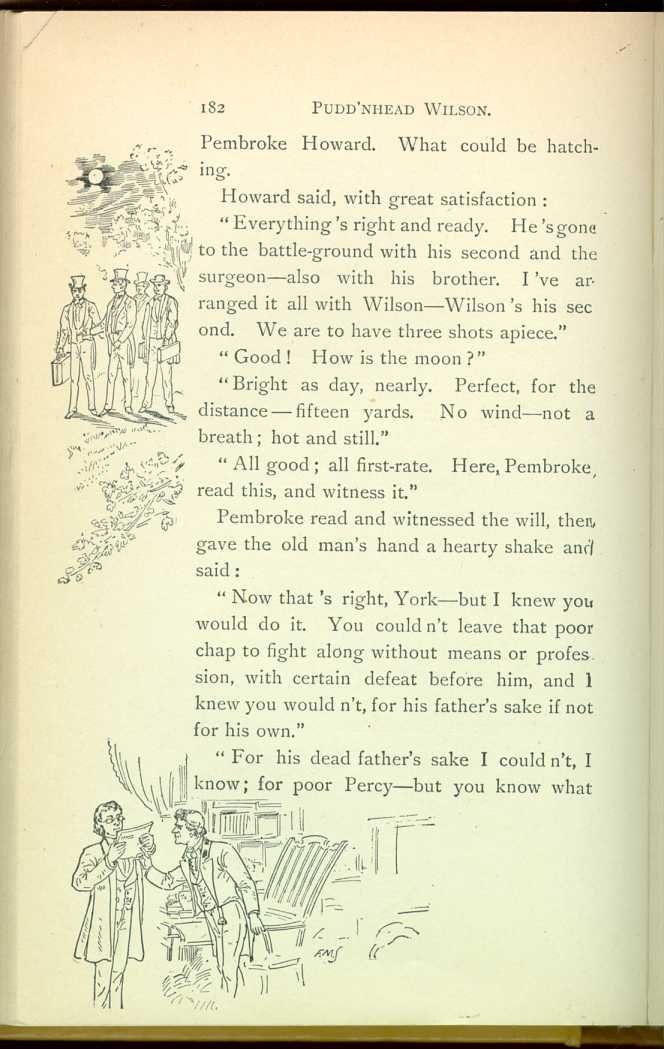 182 PUDD'NHEAD WILSON.
Pembroke Howard. What could be hatch-
ing.
Howard said, with great satisfaction :
“ Everything 's right and ready. He 's gone
to the battle-ground with his second and the
surgeon—also with his brother. I 've ar-
ranged it all with Wilson—Wilson 's his sec
ond. We are to have three shots apiece.”
“ Good ! How is the moon ? ”
“ Bright as day, nearly. Perfect, for the
distance — fifteen yards. No wind—not a
breath ; hot and still.”
“ All good ; all first-rate. Here, Pembroke,
read this, and witness it.”
Pembroke read and witnessed the will, then
gave the old man's hand a hearty shake and
said :
“ Now that 's right, York—but I knew you
would do it. You could n't leave that poor
chap to fight along without means or profes-
sion, with certain defeat before him, and I
knew you would n't, for his father's sake if not
for his own.”
“ For his dead father's sake I could n't, I
know ; for poor Percy—but you know what
FMS